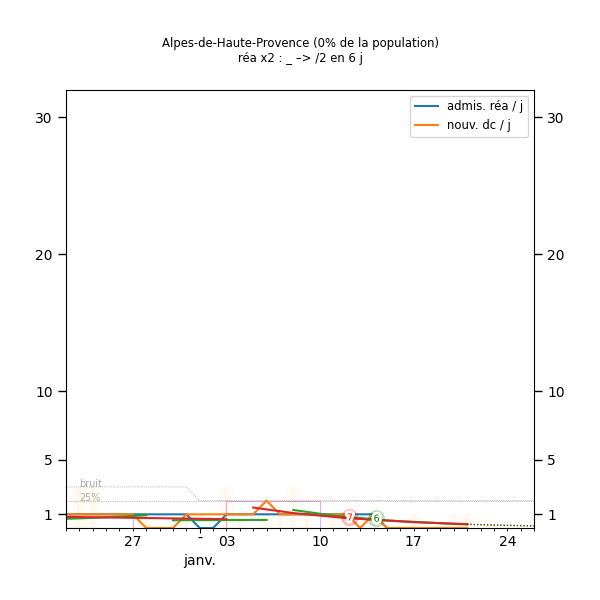 Alpes-de-Haute-Provence (0% de la population)
réa x2 : _ –> /2 en 6 j
admis. réa / j
nouv. dc / j
30 30
20 20
10 10
5 5
bruit
25%
1 7 6 1
27 - 03 10 17 24
janv.